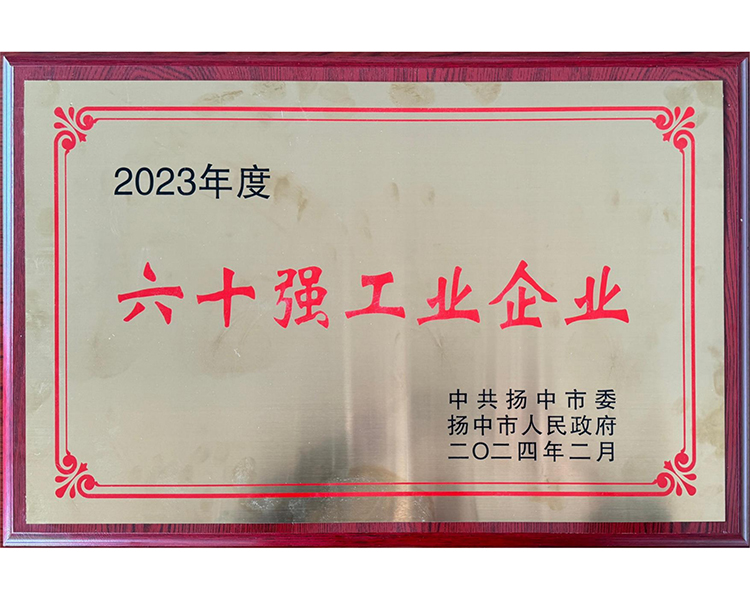 2023年度
六十强工业企业
中共扬中市委
扬中市人民政府
二〇二四年二月